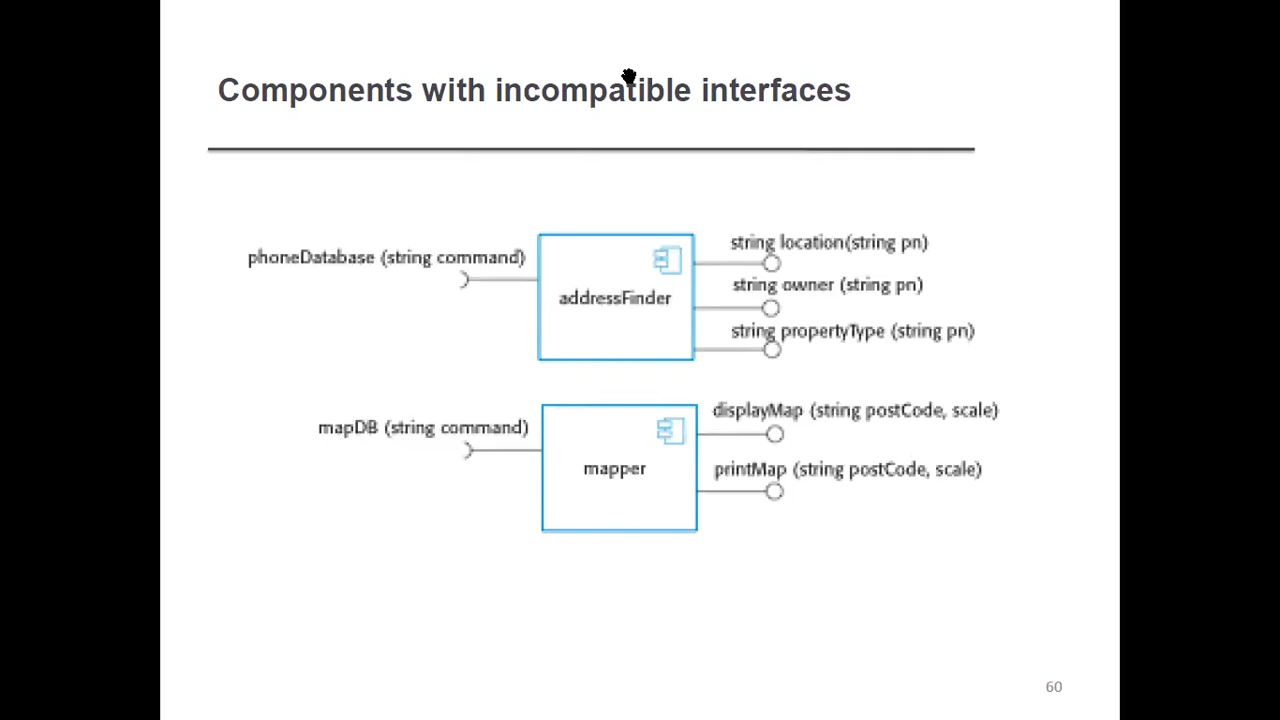 Components with incompatible interfaces
phoneDatabase (string command)
addressFinder
string location(string pn)
string owner (string pn)
string propertyType (string pn)
mapDB (string command)
mapper
displayMap (string postCode, scale)
printMap (string postCode, scale)
60